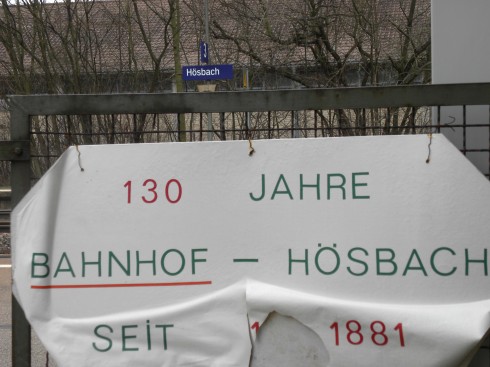 Hösbach
130 JAHRE
BAHNHOF – HÖSBACH
SEIT 1881